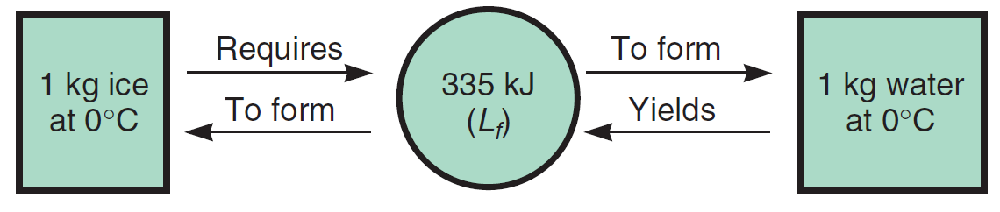 1 kg ice
at 0°C
Requires
To form
335 kJ
(Lf)
To form
Yields
1 kg water
at 0°C